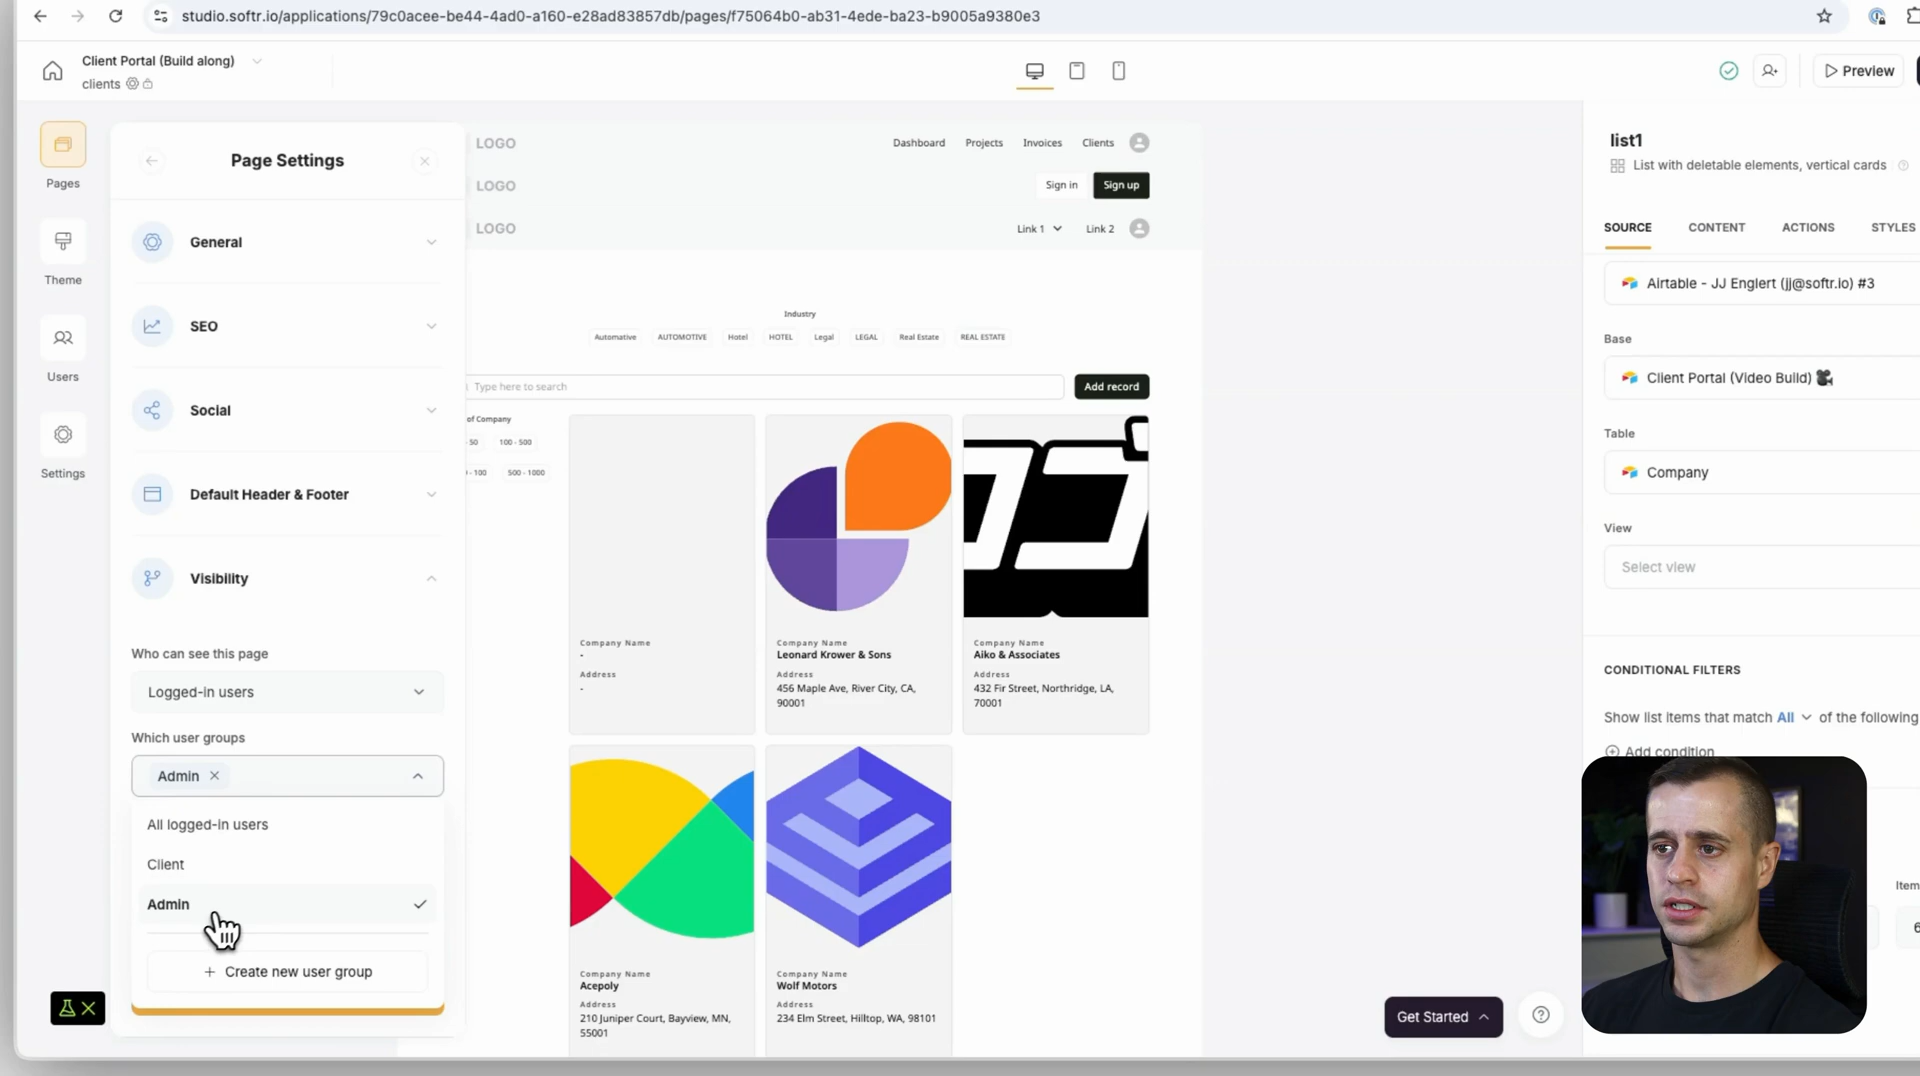 studio.softr.io/applications/79c0acee-be44-4ad0-a160-e28ad83857db/pages/f75064b0-ab31-4ede-ba23-b9005a9380e3
Client Portal (Build along)
clients
Preview
Pages
Theme
Users
Settings
Page Settings
General
SEO
Social
Default Header & Footer
Visibility
Who can see this page
Logged-in users
Which user groups
Admin
All logged-in users
Client
Admin
+ Create new user group
LOGO
Dashboard Projects Invoices Clients
LOGO
Sign in Sign up
LOGO
Link 1 Link 2
Industry
Automotive AUTOMOTIVE Hotel HOTEL Legal LEGAL Real Estate REAL ESTATE
Type here to search
Add record
of Company
50 100 - 500
- 100 500 - 1000
Company Name
-
Address
-
Company Name
Leonard Krower & Sons
Address
456 Maple Ave, River City, CA,
90001
Company Name
Aiko & Associates
Address
432 Fir Street, Northridge, LA,
70001
Company Name
Acepoly
Address
210 Juniper Court, Bayview, MN,
55001
Company Name
Wolf Motors
Address
234 Elm Street, Hilltop, WA, 98101
Get Started
list1
List with deletable elements, vertical cards
SOURCE CONTENT ACTIONS STYLES
Airtable - JJ Englert (jj@softr.io) #3
Base
Client Portal (Video Build)
Table
Company
View
Select view
CONDITIONAL FILTERS
Show list items that match All of the following
Add condition
Item
6